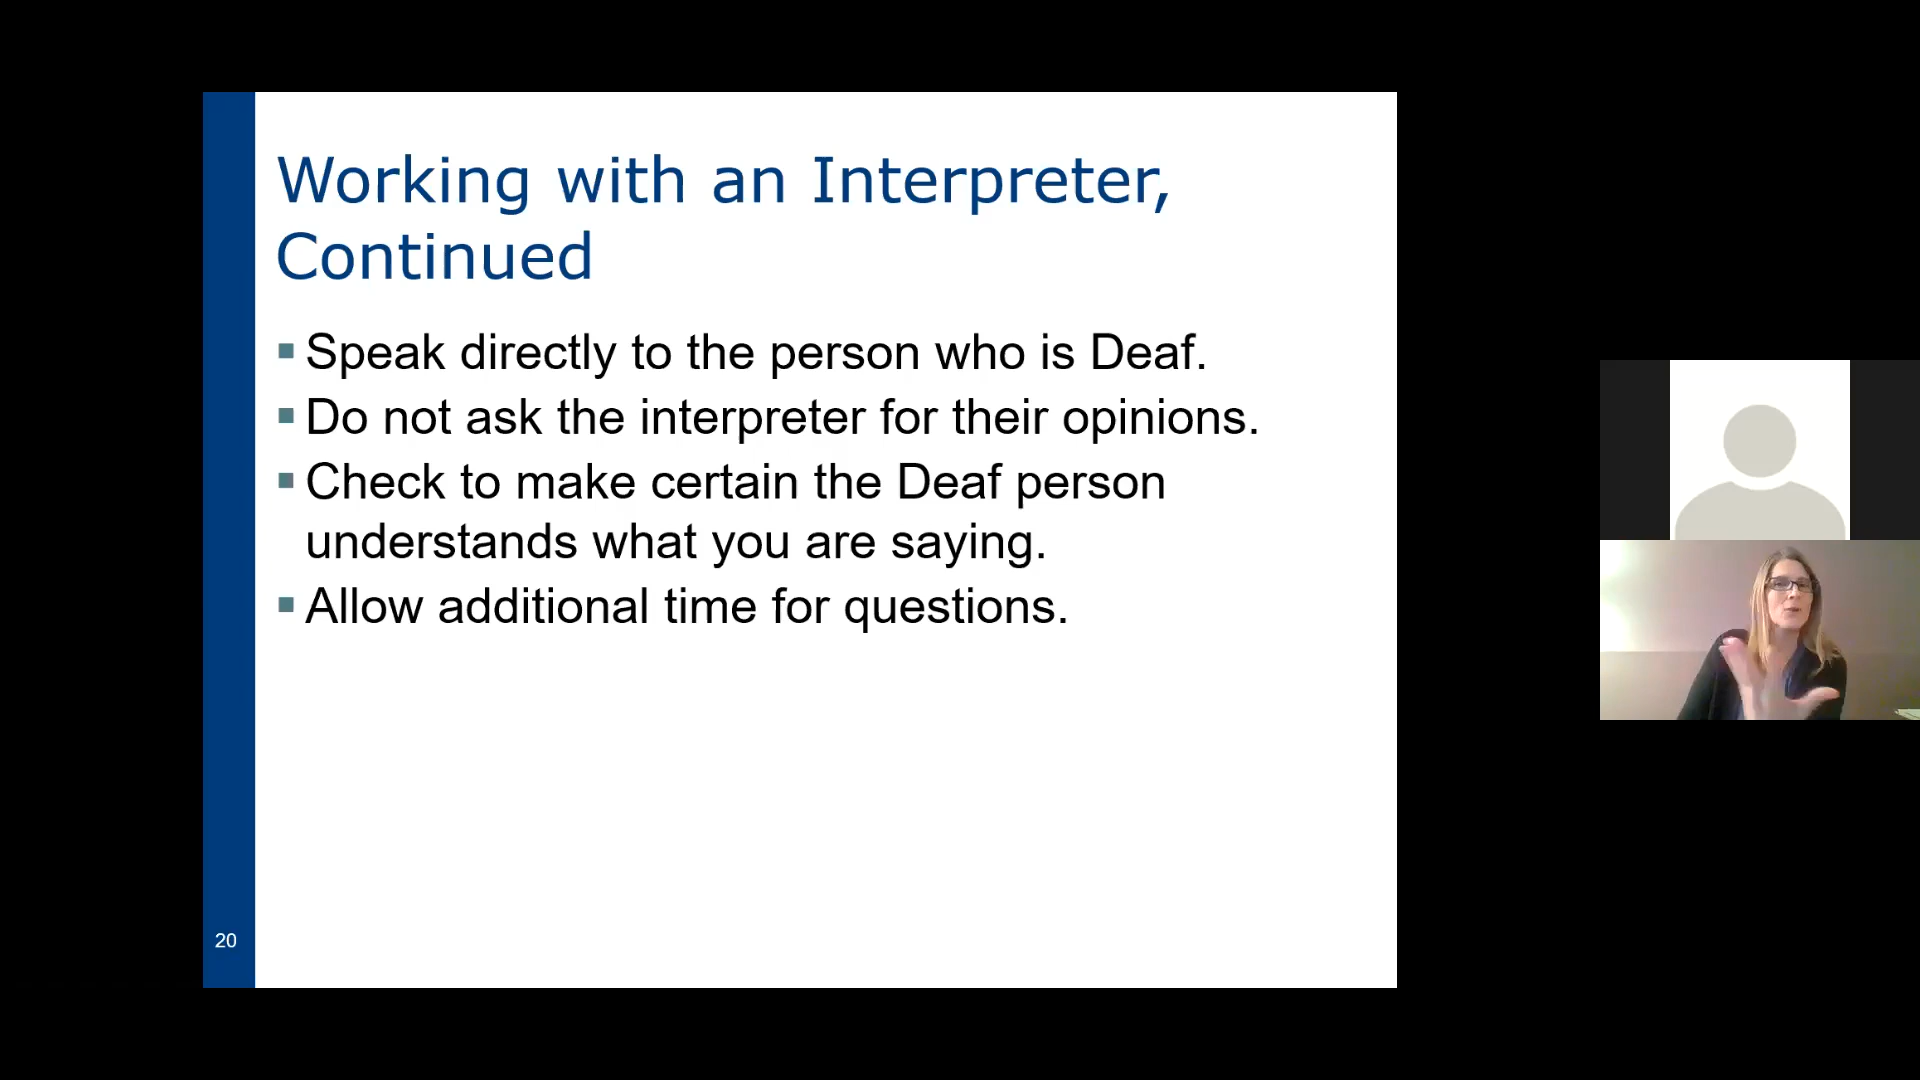 Working with an Interpreter,
Continued
▪ Speak directly to the person who is Deaf.
▪ Do not ask the interpreter for their opinions.
▪ Check to make certain the Deaf person
understands what you are saying.
▪ Allow additional time for questions.
20